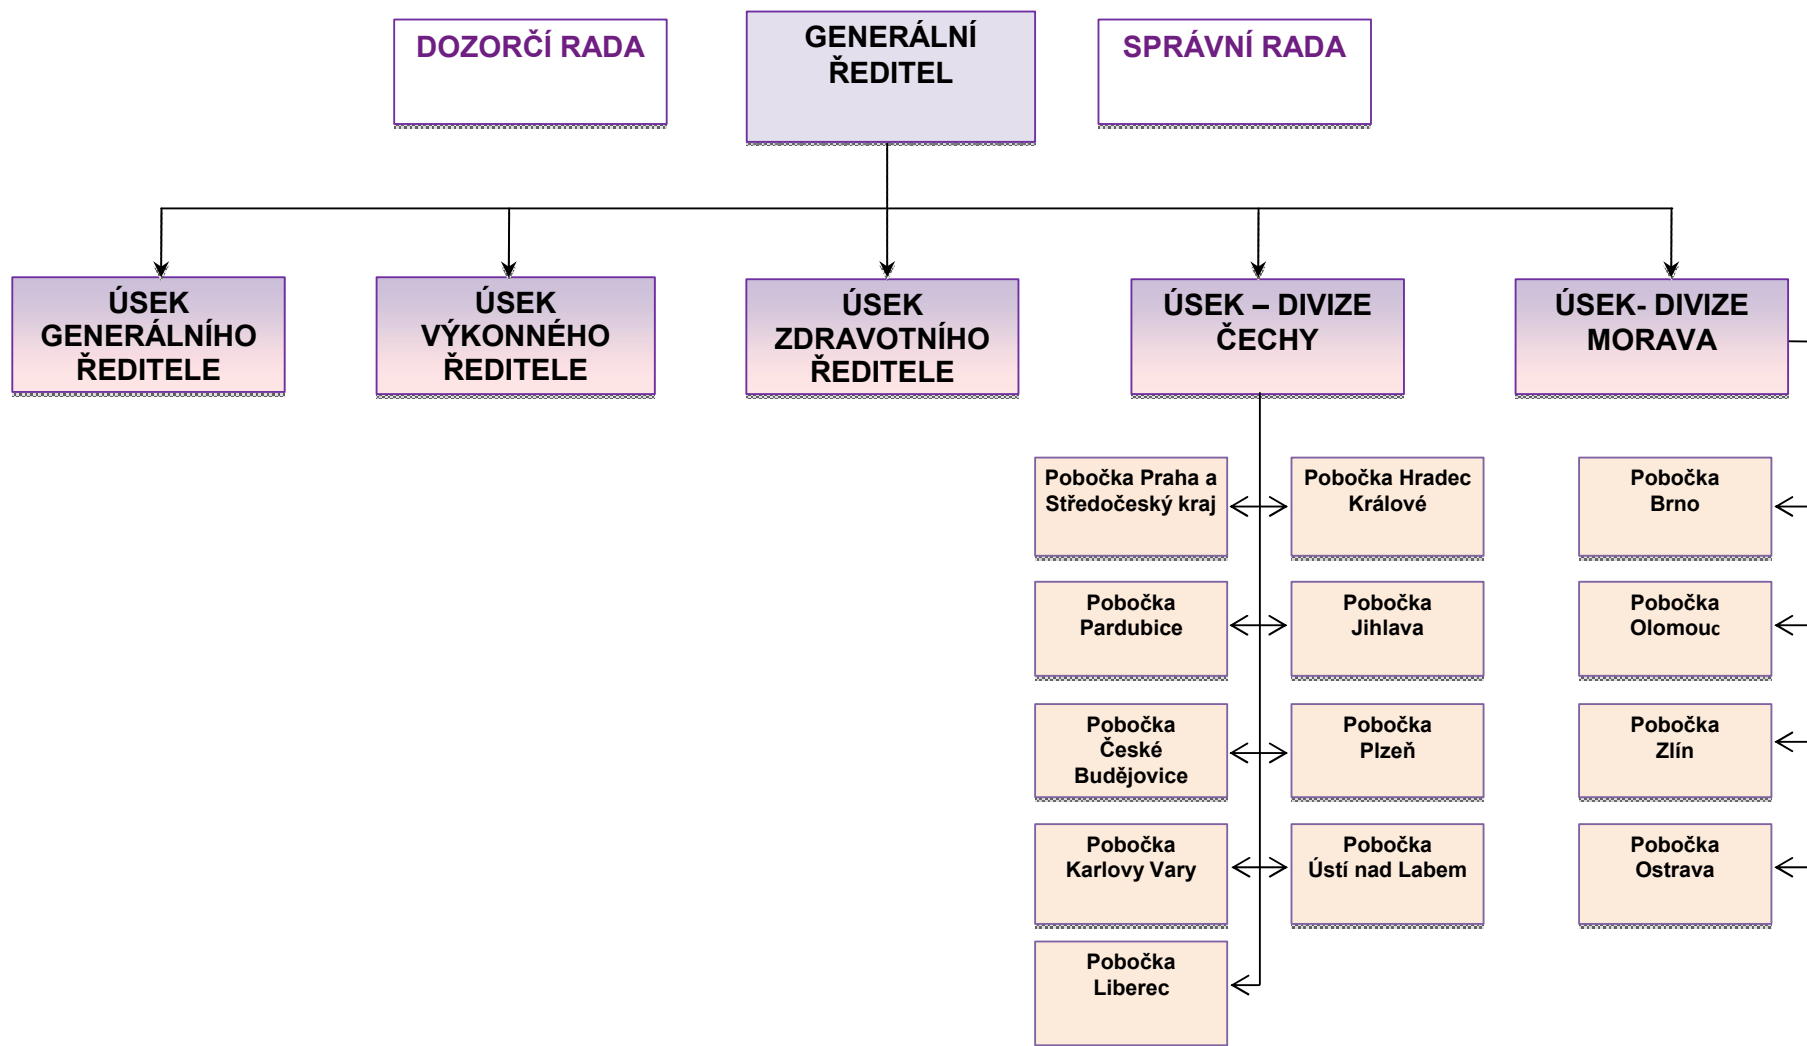 DOZORČÍ RADA
GENERÁLNÍ
ŘEDITEL
SPRÁVNÍ RADA
ÚSEK
GENERÁLNÍHO
ŘEDITELE
ÚSEK
VÝKONNÉHO
ŘEDITELE
ÚSEK
ZDRAVOTNÍHO
ŘEDITELE
ÚSEK – DIVIZE
ČECHY
ÚSEK- DIVIZE
MORAVA
Pobočka Praha a
Středočeský kraj
Pobočka Hradec
Králové
Pobočka
Brno
Pobočka
Pardubice
Pobočka
Jihlava
Pobočka
Olomouc
Pobočka
České
Budějovice
Pobočka
Plzeň
Pobočka
Zlín
Pobočka
Karlovy Vary
Pobočka
Ústí nad Labem
Pobočka
Ostrava
Pobočka
Liberec